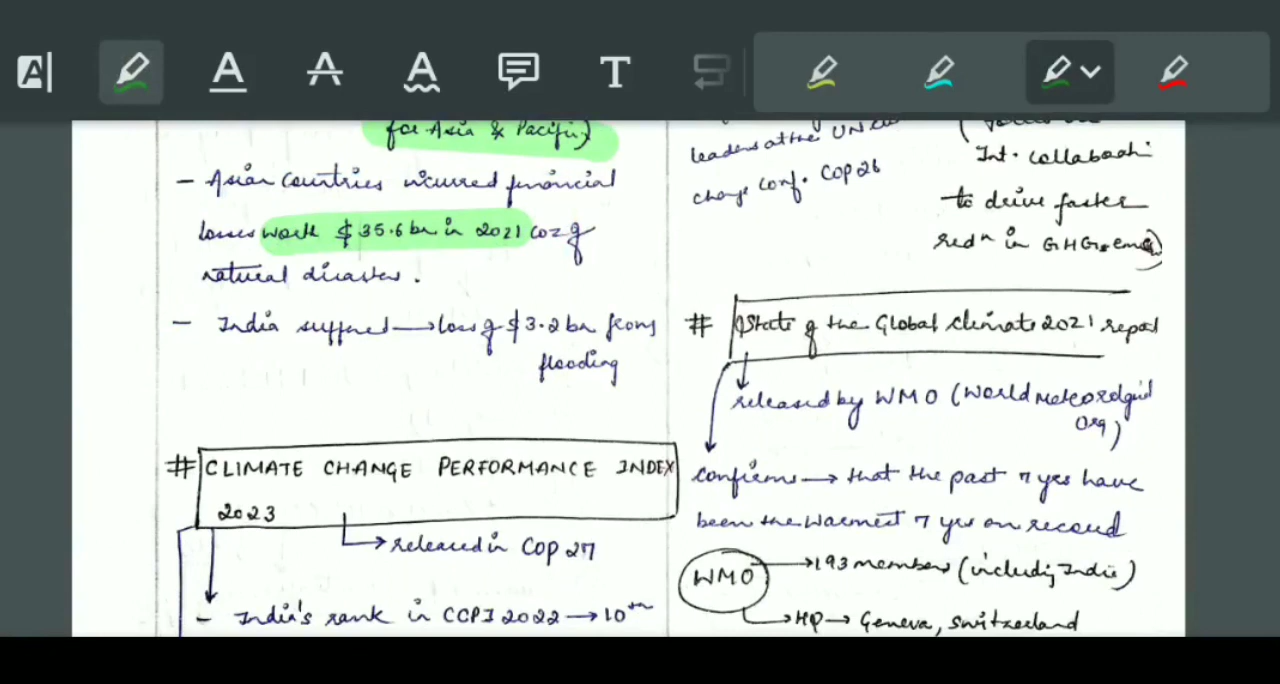 for Asia & Pacific)
– Asian Countries incurred financial
losses worth $35.6 bn in 2021 coz of
natural disaster.
– India suffered → loss of $3.2 bn from
flooding
# CLIMATE CHANGE PERFORMANCE INDEX
2023
→ released in COP 27
– India's rank in CCPI 2022 → 10th
leaders at the UN
change conf. COP 26
Int. collaborati
to drive faster
redn in GHGs emi)
# State of the Global Climate 2021 report
released by WMO (World Meteorological
Org)
confirms → that the past 7 yrs have
been the warmest 7 yrs on record
WMO → 193 members (including India)
→ HQ → Geneva, Switzerland